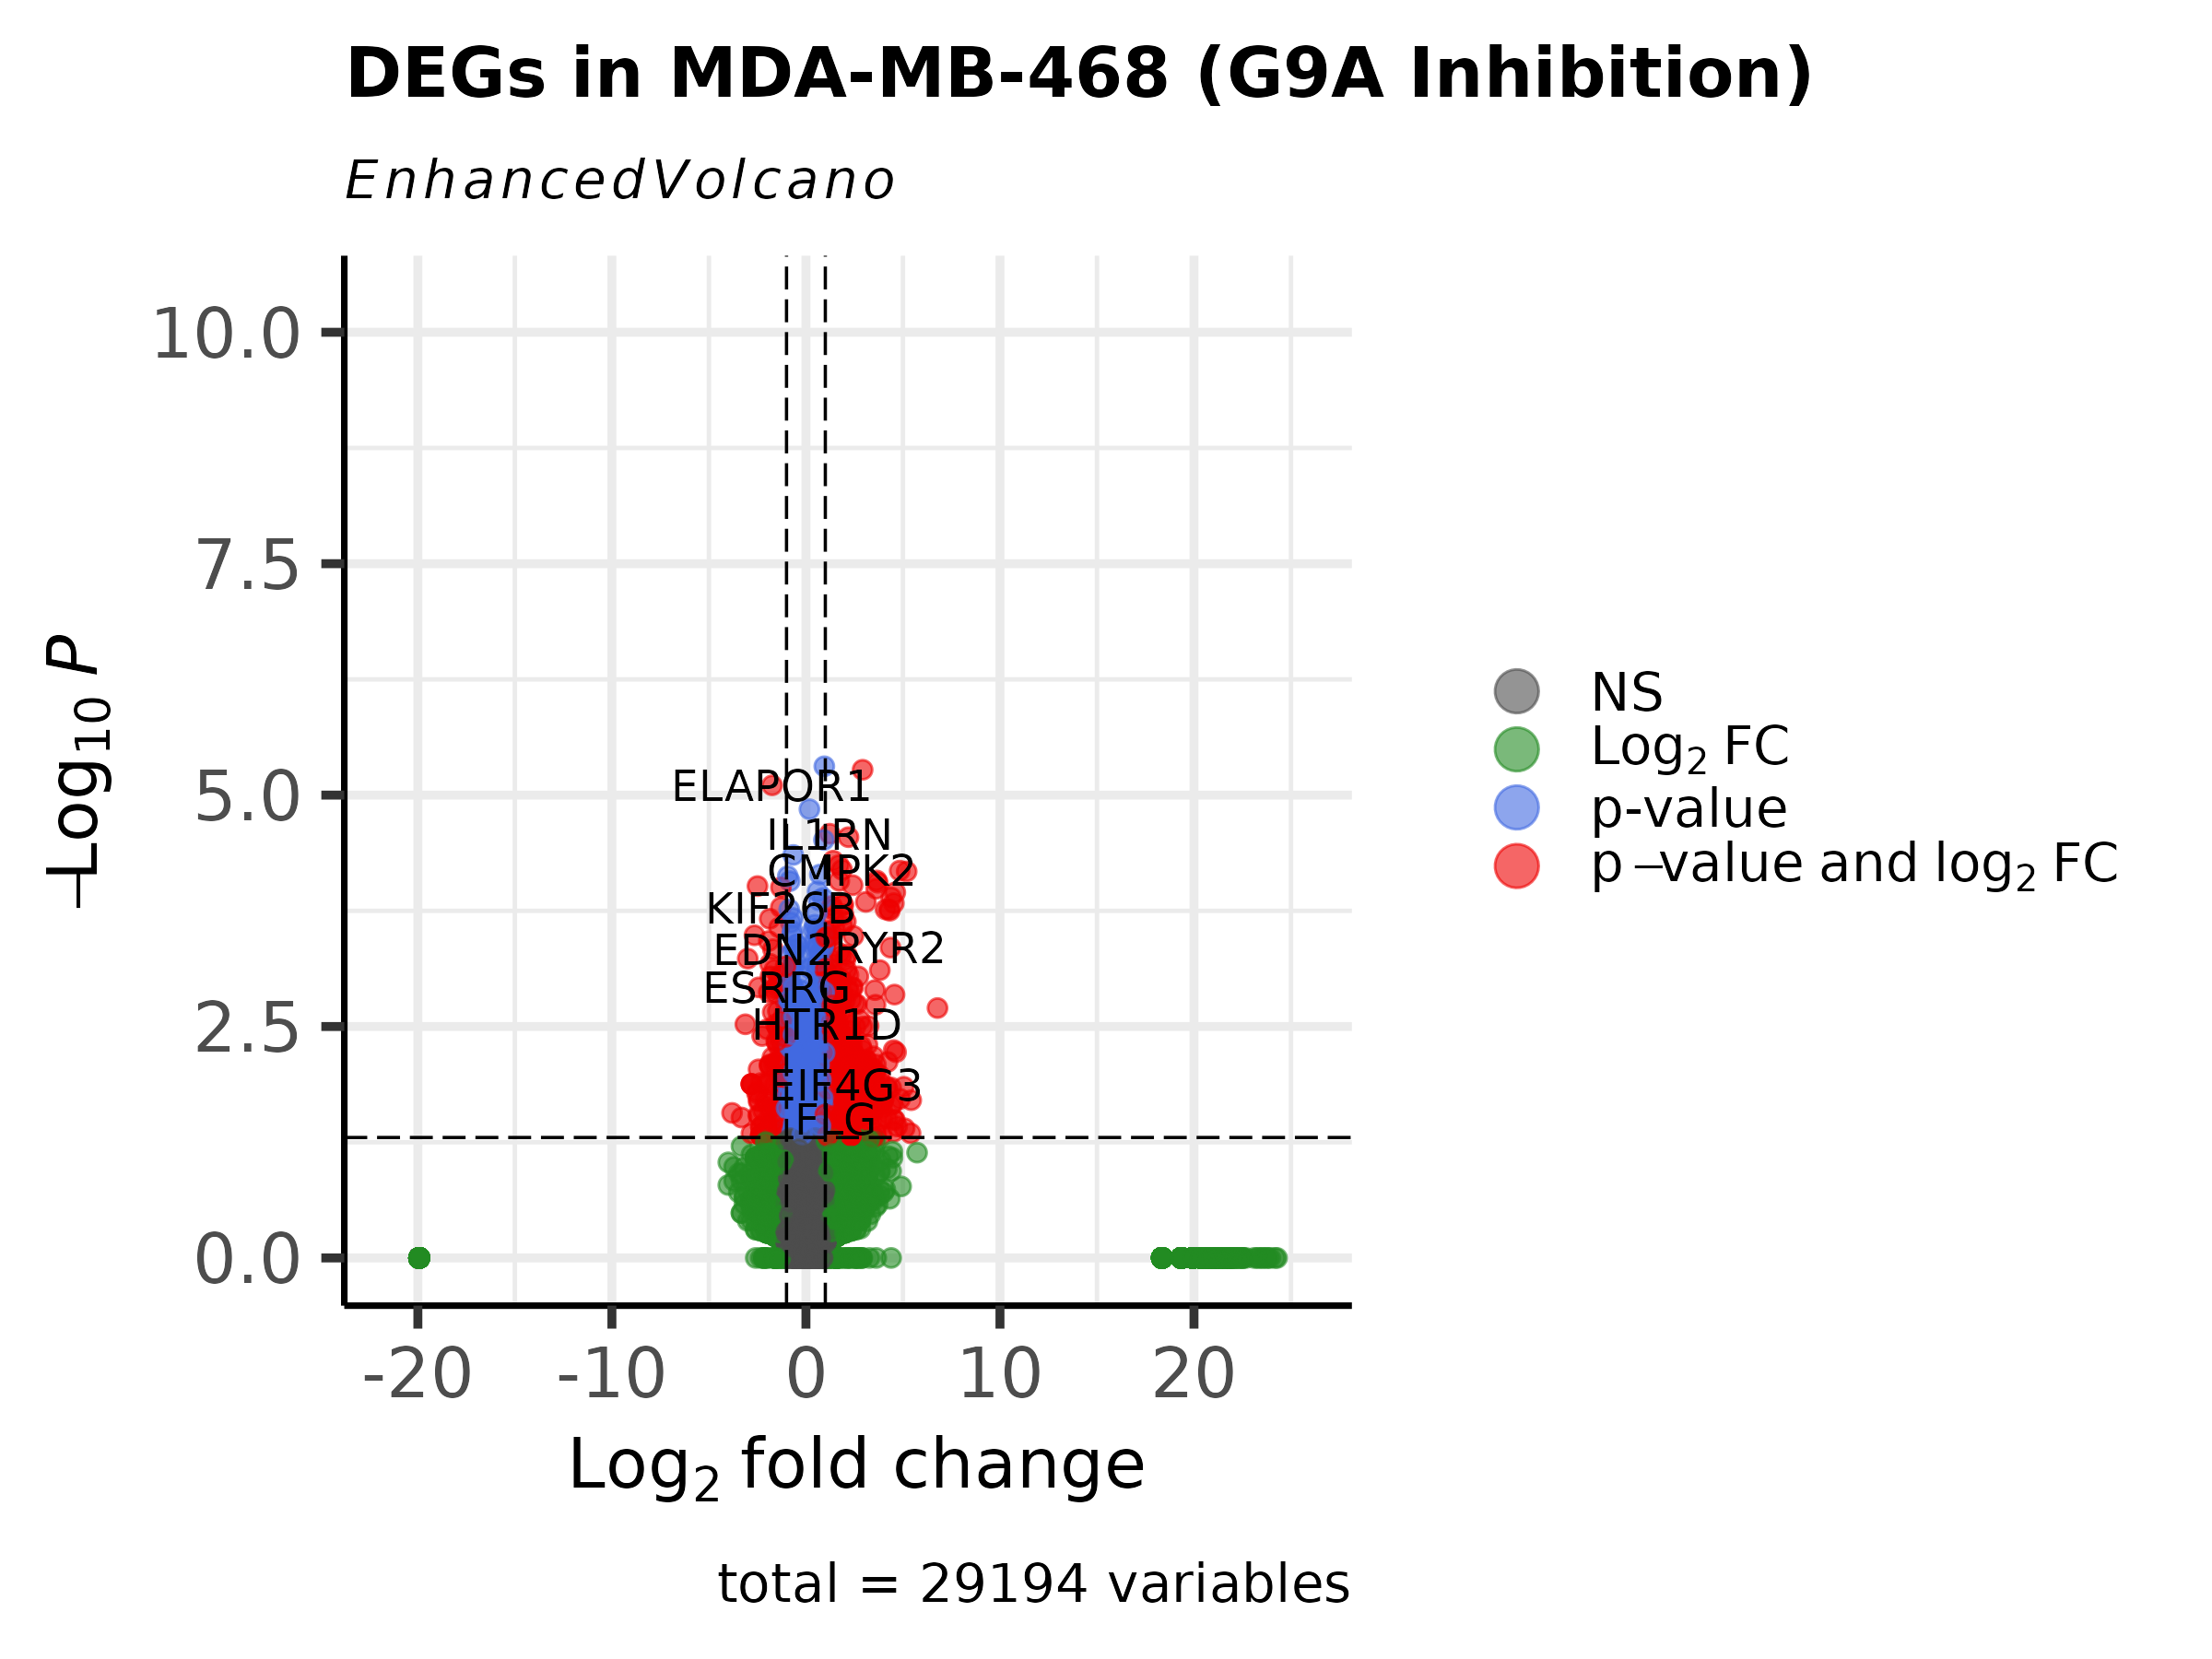 DEGs in MDA-MB-468 (G9A Inhibition)
EnhancedVolcano
10.0
7.5
5.0
2.5
0.0
-20 -10 0 10 20
–Log₁₀ P
Log₂ fold change
ELAPOR1
IL1RN
CMPK2
KIF26B
EDN2 RYR2
ESRRG
HTR1D
EIF4G3
FLG
NS
Log₂ FC
p-value
p – value and log₂ FC
total = 29194 variables